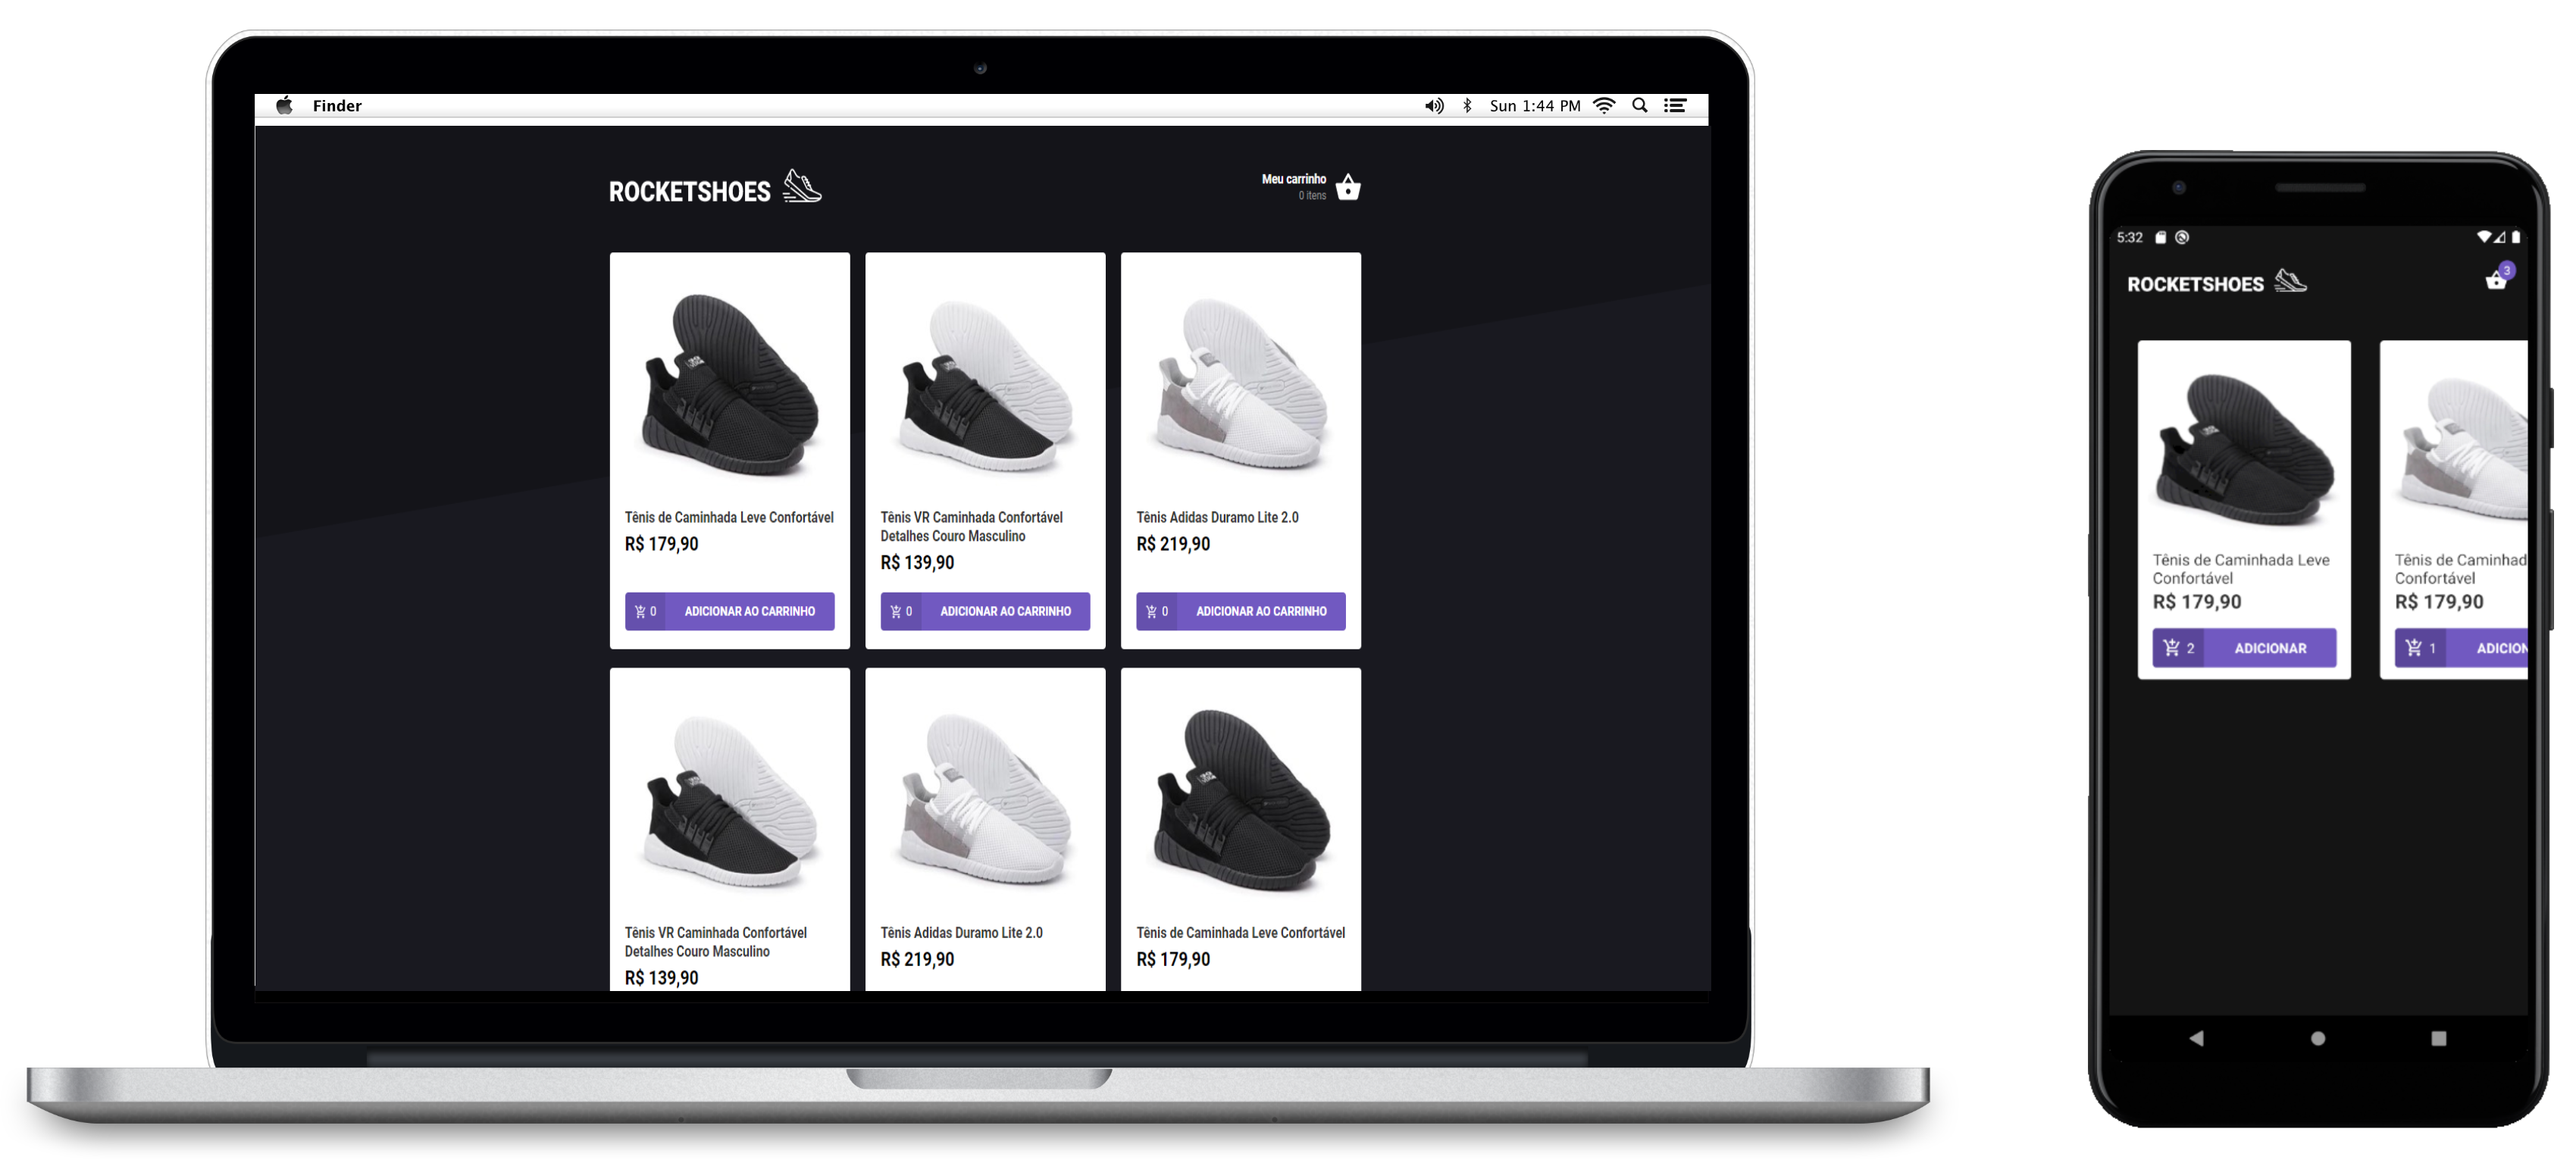 Finder
Sun 1:44 PM
ROCKETSHOES
Meu carrinho
0 itens
Tênis de Caminhada Leve Confortável
R$ 179,90
0 ADICIONAR AO CARRINHO
Tênis VR Caminhada Confortável
Detalhes Couro Masculino
R$ 139,90
0 ADICIONAR AO CARRINHO
Tênis Adidas Duramo Lite 2.0
R$ 219,90
0 ADICIONAR AO CARRINHO
Tênis VR Caminhada Confortável
Detalhes Couro Masculino
R$ 139,90
Tênis Adidas Duramo Lite 2.0
R$ 219,90
Tênis de Caminhada Leve Confortável
R$ 179,90
5:32
ROCKETSHOES
3
Tênis de Caminhada Leve
Confortável
R$ 179,90
2 ADICIONAR
Tênis de Caminhad
Confortável
R$ 179,90
1 ADICION